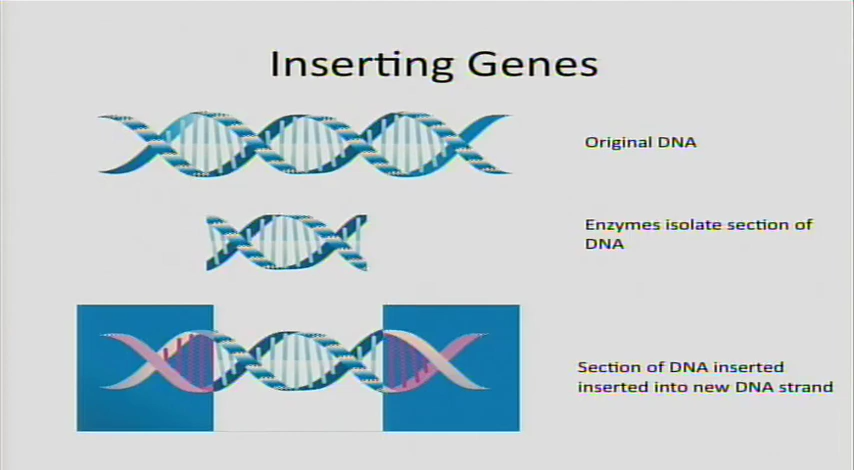 Inserting Genes
Original DNA
Enzymes isolate section of
DNA
Section of DNA inserted
inserted into new DNA strand